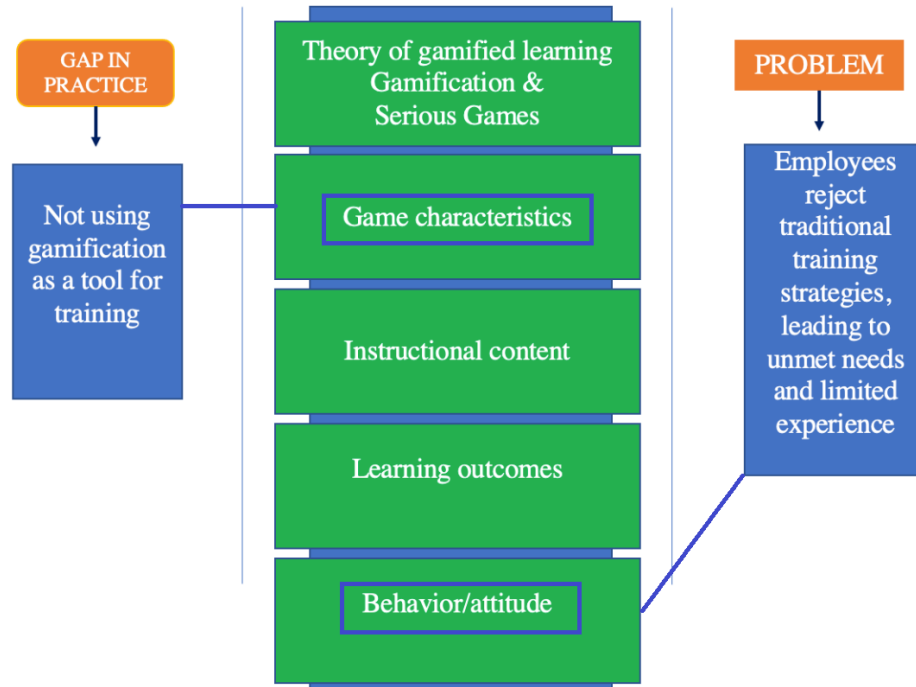 GAP IN
PRACTICE
Not using
gamification
as a tool for
training
Theory of gamified learning
Gamification &
Serious Games
Game characteristics
Instructional content
Learning outcomes
Behavior/attitude
PROBLEM
Employees
reject
traditional
training
strategies,
leading to
unmet needs
and limited
experience